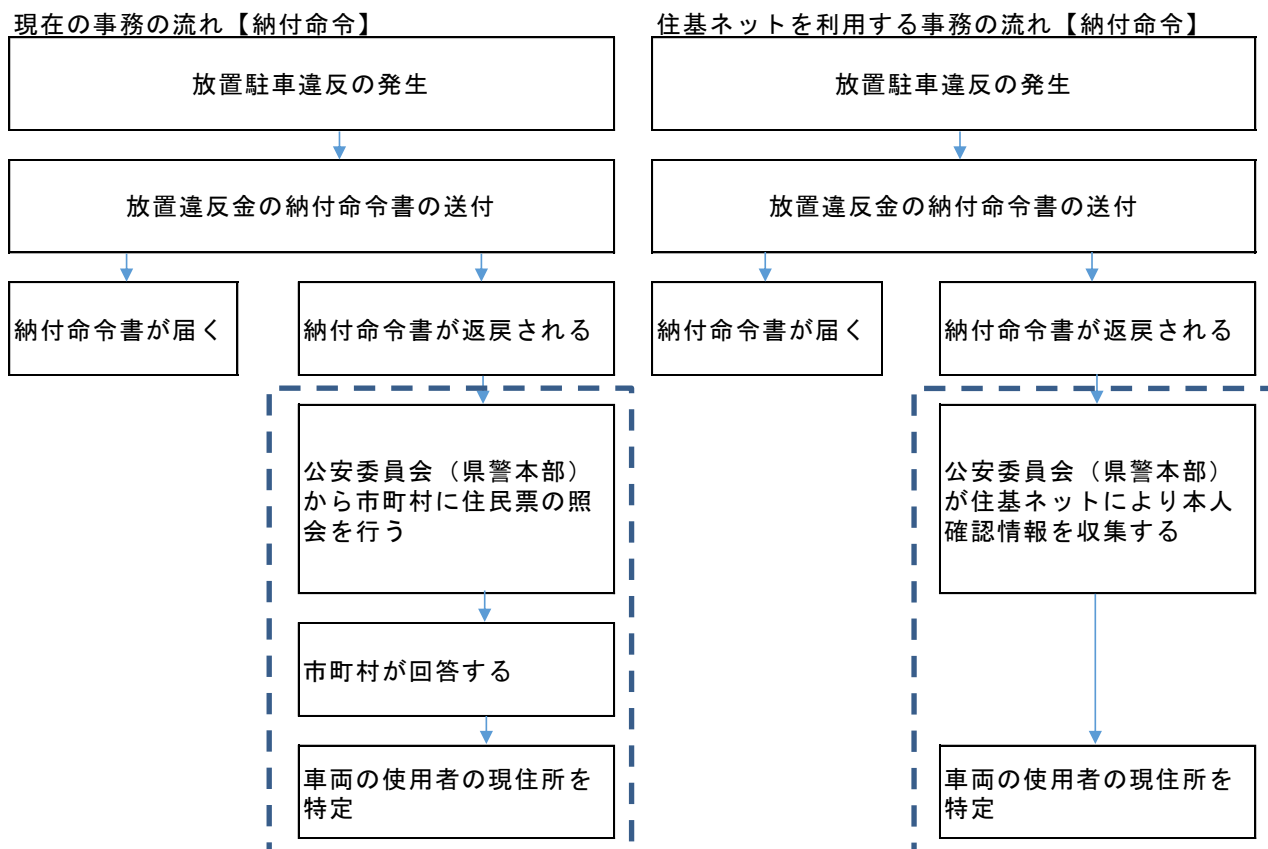 現在の事務の流れ【納付命令】
放置駐車違反の発生
放置違反金の納付命令書の送付
納付命令書が届く
納付命令書が返戻される
公安委員会（県警本部）
から市町村に住民票の照
会を行う
市町村が回答する
車両の使用者の現住所を
特定
住基ネットを利用する事務の流れ【納付命令】
放置駐車違反の発生
放置違反金の納付命令書の送付
納付命令書が届く
納付命令書が返戻される
公安委員会（県警本部）
が住基ネットにより本人
確認情報を収集する
車両の使用者の現住所を
特定